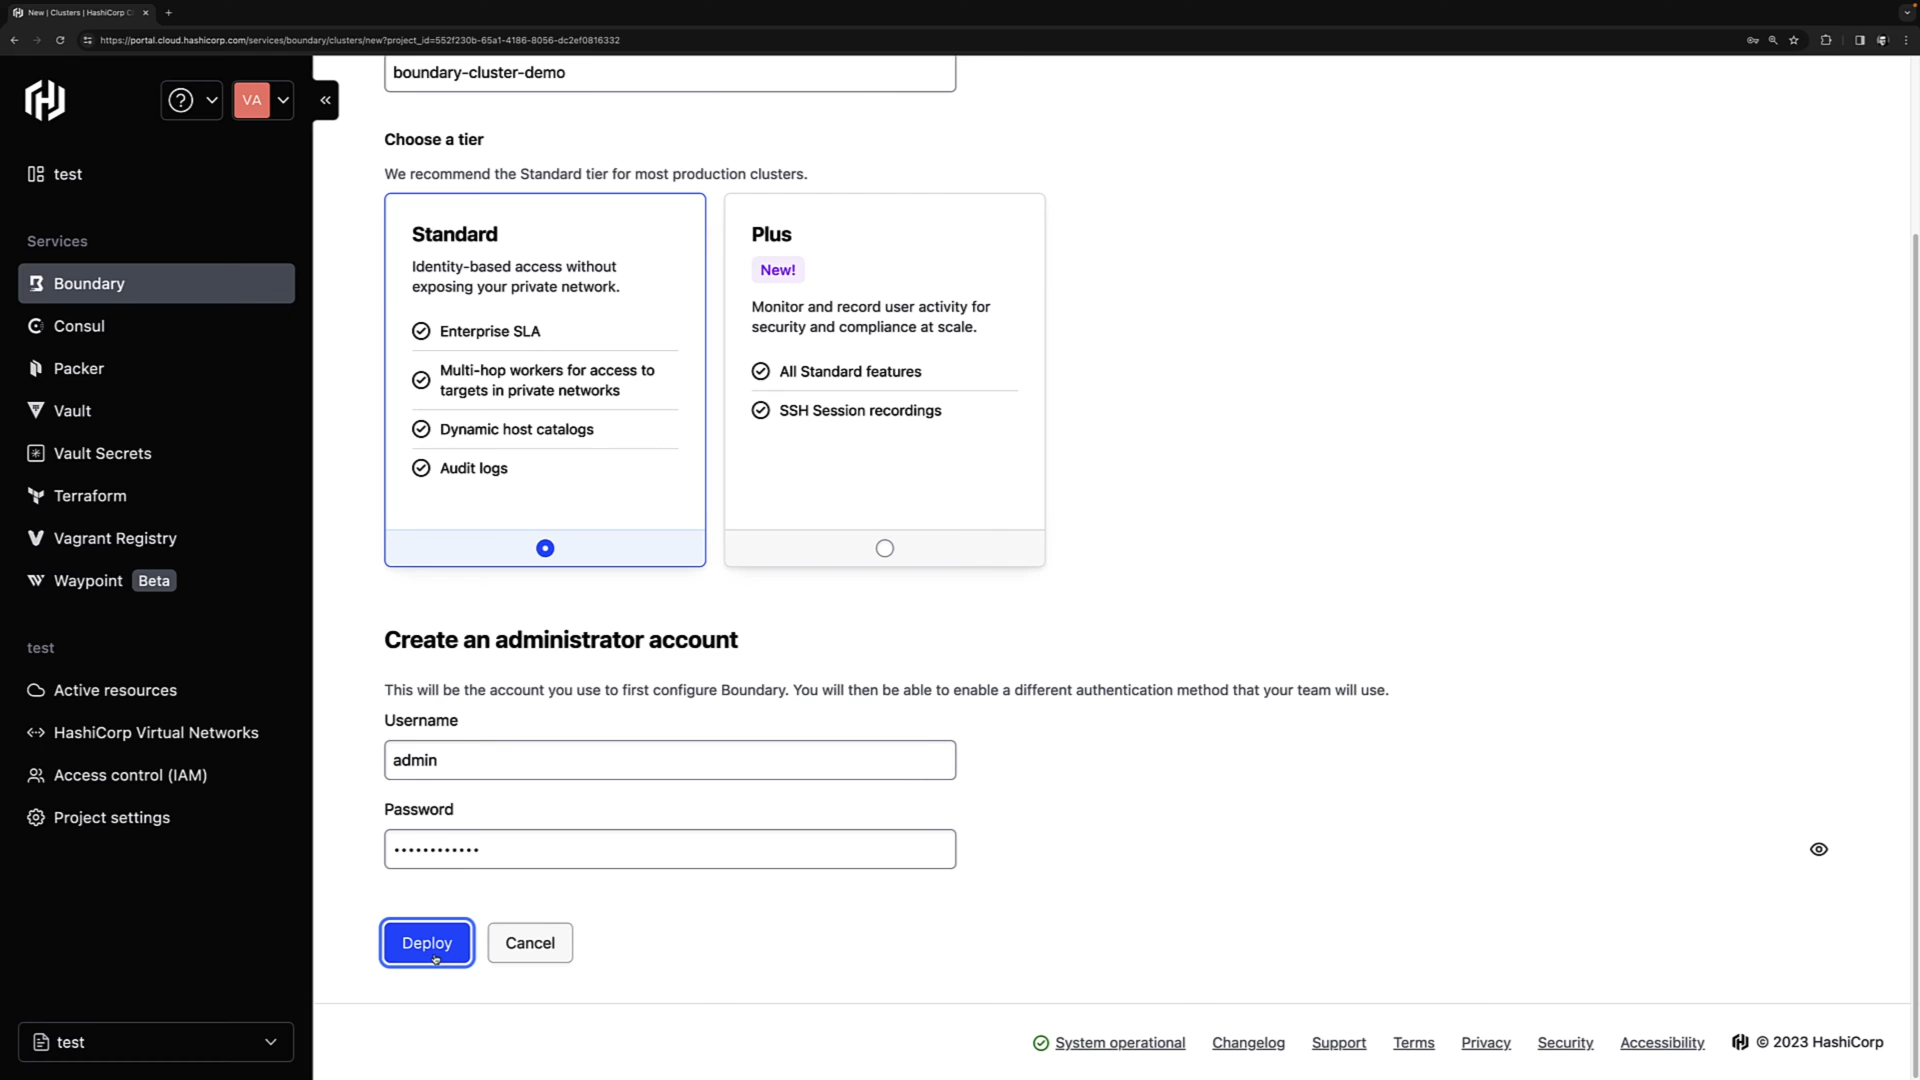 New | Clusters | HashiCorp C
https://portal.cloud.hashicorp.com/services/boundary/clusters/new?project_id=552f230b-65a1-4186-8056-dc2ef0816332
VA
test
Services
Boundary
Consul
Packer
Vault
Vault Secrets
Terraform
Vagrant Registry
Waypoint Beta
test
Active resources
HashiCorp Virtual Networks
Access control (IAM)
Project settings
test
boundary-cluster-demo
Choose a tier
We recommend the Standard tier for most production clusters.
Standard
Identity-based access without
exposing your private network.
Enterprise SLA
Multi-hop workers for access to
targets in private networks
Dynamic host catalogs
Audit logs
Plus
New!
Monitor and record user activity for
security and compliance at scale.
All Standard features
SSH Session recordings
Create an administrator account
This will be the account you use to first configure Boundary. You will then be able to enable a different authentication method that your team will use.
Username
admin
Password
••••••••••••
Deploy
Cancel
System operational Changelog Support Terms Privacy Security Accessibility © 2023 HashiCorp